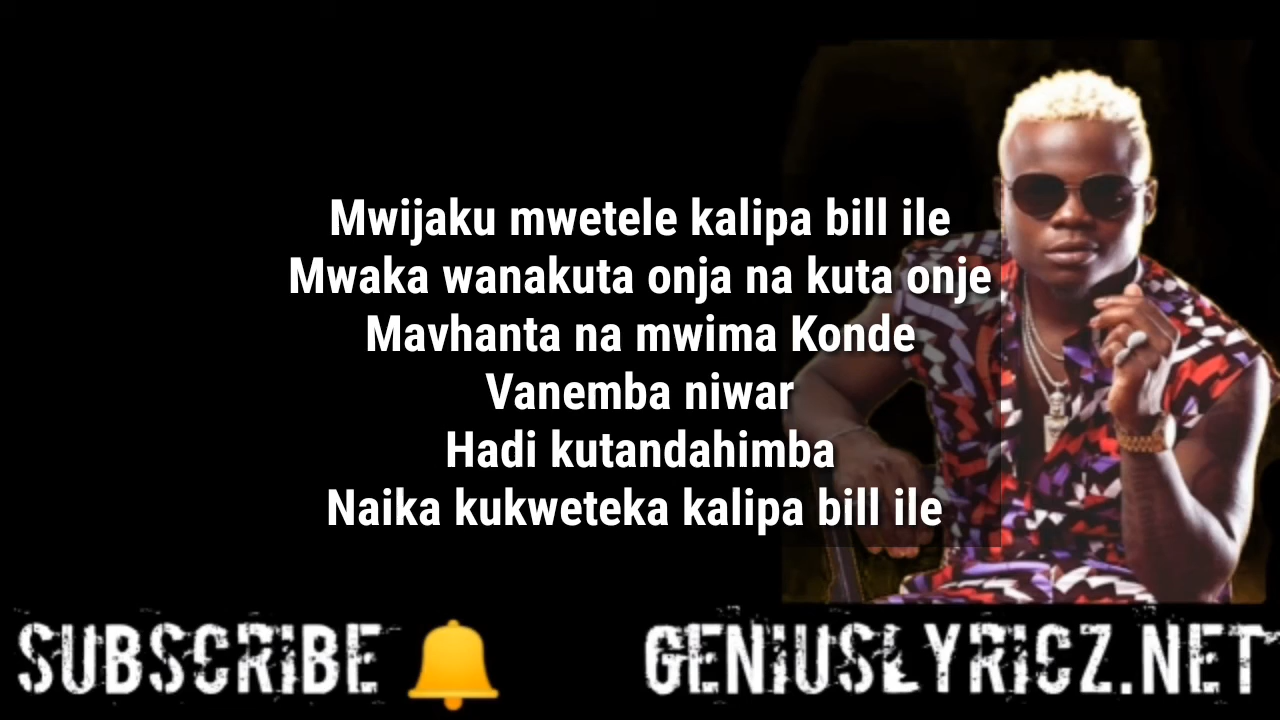 Mwijaku mwetele kalipa bill ile
Mwaka wanakuta onja na kuta onje
Mavhanta na mwima Konde
Vanemba niwar
Hadi kutandahimba
Naika kukweteka kalipa bill ile
SUBSCRIBE
GENIUSLYRICZ.NET